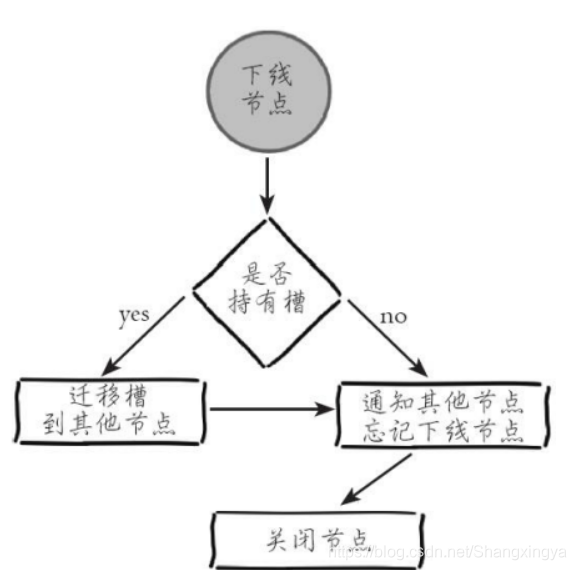 下线
节点
是否
持有槽
yes
no
迁移槽
到其他节点
通知其他节点
忘记下线节点
关闭节点
https://blog.csdn.net/Shangxingya